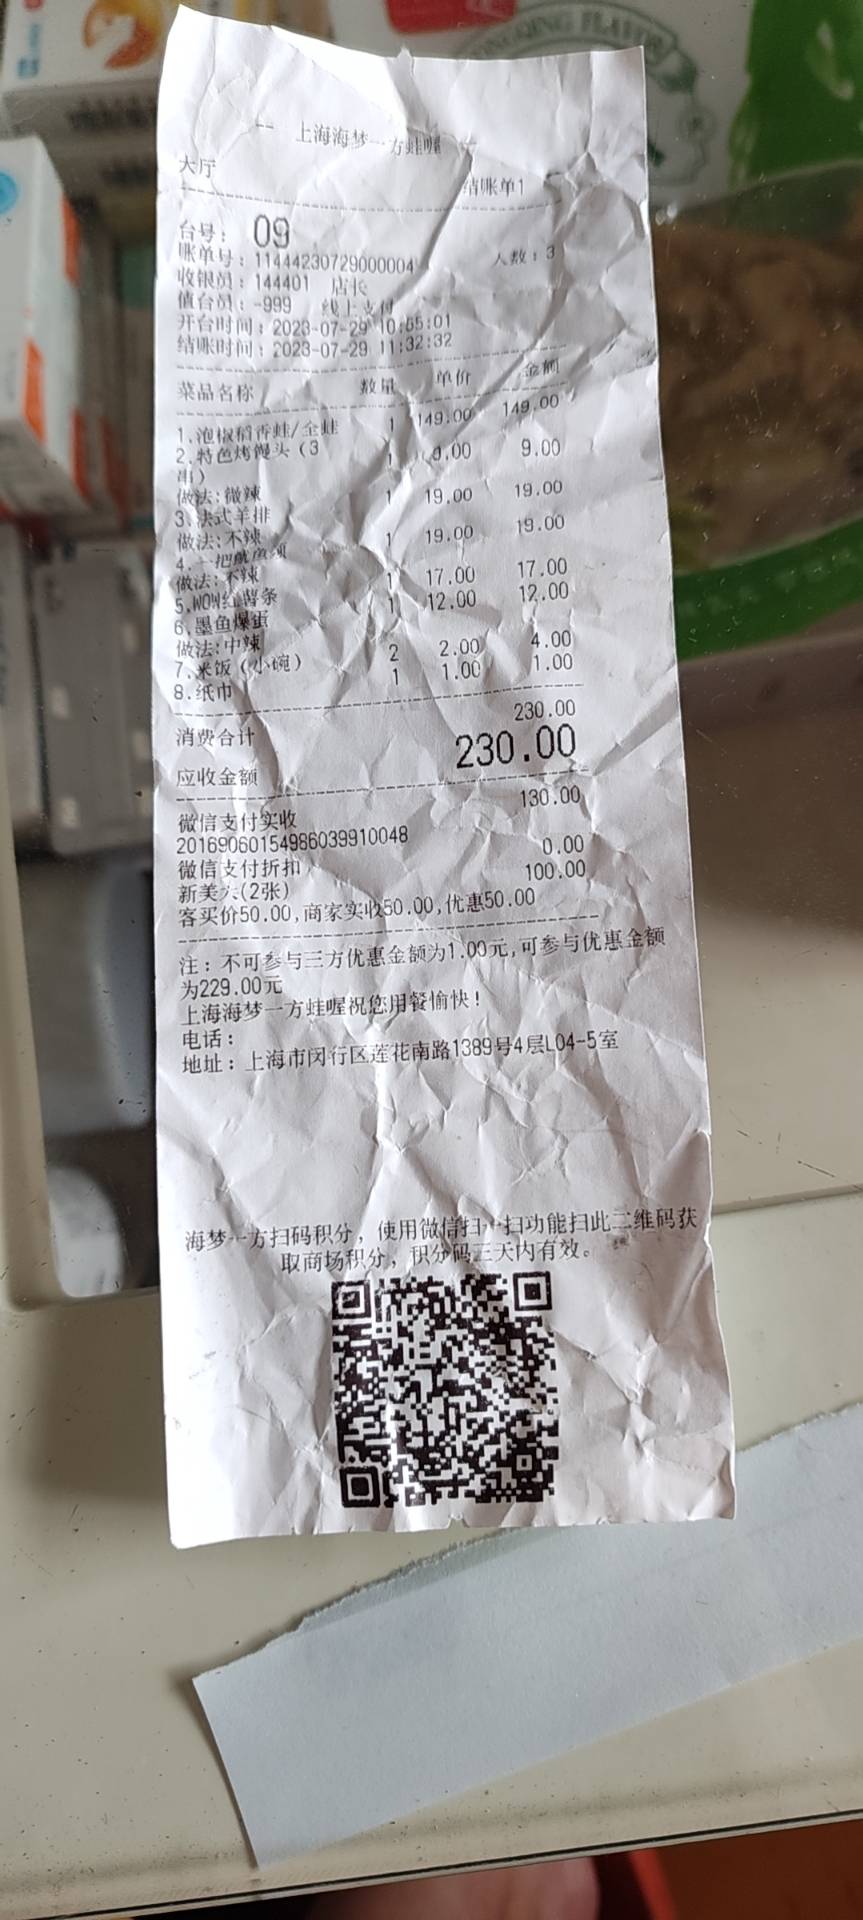 ONGQING FLAVOR
-- 上海海梦一方蛙喔
大厅
结账单1
台号: 09
账单号: 11444230729000004 人数: 3
收银员: 144401 店长
值台员: -999 线上支付
开台时间: 2023-07-29 10:55:01
结账时间: 2023-07-29 11:32:32
菜品名称 数量 单价 金额
1.泡椒稻香蛙/全蛙 1 149.00 149.00
2.特色烤馒头(3 1 9.00 9.00
串)
做法:微辣
3.法式羊排 1 19.00 19.00
做法:不辣
4.一把 1 19.00 19.00
做法:不辣
5.WOW红薯条 1 17.00 17.00
6.墨鱼爆蛋 1 12.00 12.00
做法:中辣
7.米饭(小碗) 2 2.00 4.00
8.纸巾 1 1.00 1.00
消费合计 230.00
应收金额 230.00
微信支付实收 130.00
20169060154986039910048
微信支付折扣 0.00
新美大(2张) 100.00
客买价50.00,商家实收50.00,优惠50.00
注: 不可参与三方优惠金额为1.00元,可参与优惠金额
为229.00元
上海海梦一方蛙喔祝您用餐愉快!
电话:
地址: 上海市闵行区莲花南路1389号4层L04-5室
海梦一方扫码积分, 使用微信扫一扫功能扫此二维码获
取商场积分, 积分码三天内有效。